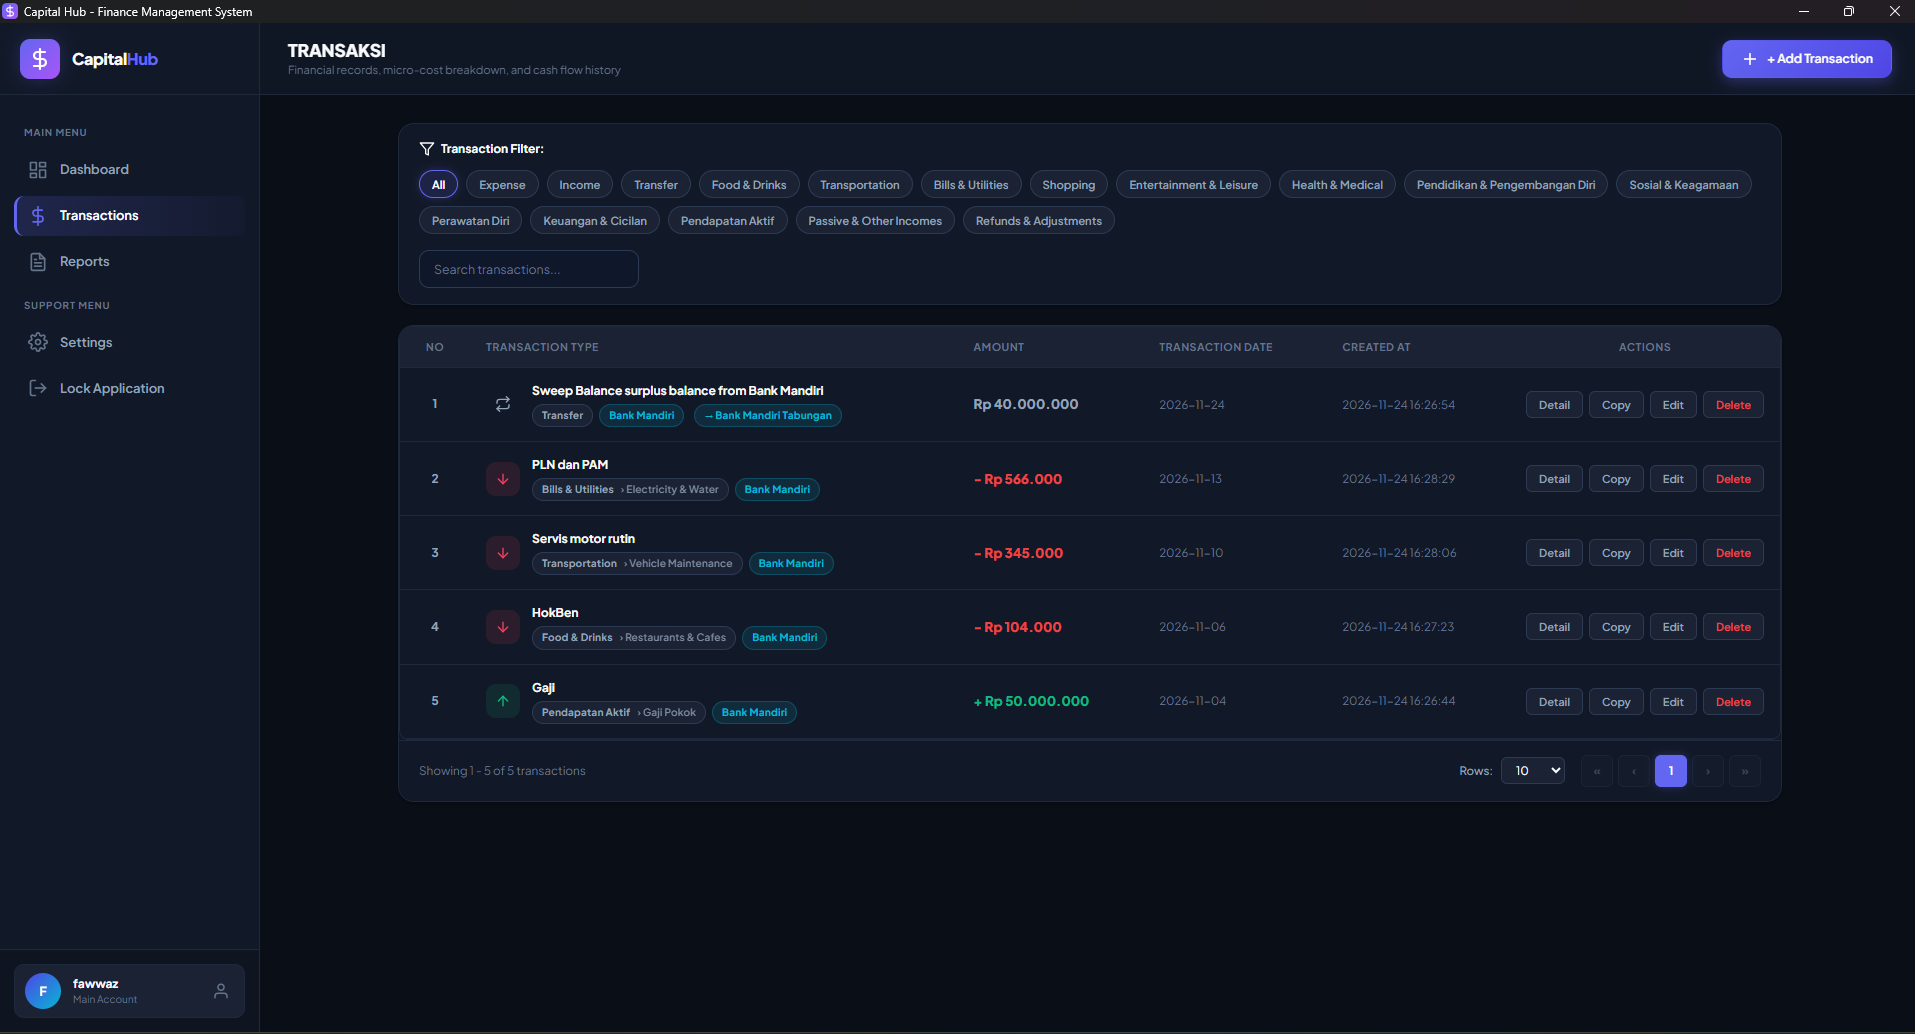 Capital Hub - Finance Management System
CapitalHub
TRANSAKSI
Financial records, micro-cost breakdown, and cash flow history
+ + Add Transaction
MAIN MENU
Dashboard
Transactions
Reports
SUPPORT MENU
Settings
Lock Application
Transaction Filter:
All Expense Income Transfer Food & Drinks Transportation Bills & Utilities Shopping Entertainment & Leisure Health & Medical Pendidikan & Pengembangan Diri Sosial & Keagamaan
Perawatan Diri Keuangan & Cicilan Pendapatan Aktif Passive & Other Incomes Refunds & Adjustments
Search transactions...
NO TRANSACTION TYPE AMOUNT TRANSACTION DATE CREATED AT ACTIONS
Sweep Balance surplus balance from Bank Mandiri
1 Rp 40.000.000 2026-11-24 2026-11-24 16:26:54 Detail Copy Edit Delete
Transfer Bank Mandiri → Bank Mandiri Tabungan
PLN dan PAM
2 - Rp 566.000 2026-11-13 2026-11-24 16:28:29 Detail Copy Edit Delete
Bills & Utilities › Electricity & Water Bank Mandiri
Servis motor rutin
3 - Rp 345.000 2026-11-10 2026-11-24 16:28:06 Detail Copy Edit Delete
Transportation › Vehicle Maintenance Bank Mandiri
HokBen
4 - Rp 104.000 2026-11-06 2026-11-24 16:27:23 Detail Copy Edit Delete
Food & Drinks › Restaurants & Cafes Bank Mandiri
Gaji
5 + Rp 50.000.000 2026-11-04 2026-11-24 16:26:44 Detail Copy Edit Delete
Pendapatan Aktif › Gaji Pokok Bank Mandiri
Showing 1 - 5 of 5 transactions Rows: 10 « ‹ 1 › »
F
fawwaz
Main Account